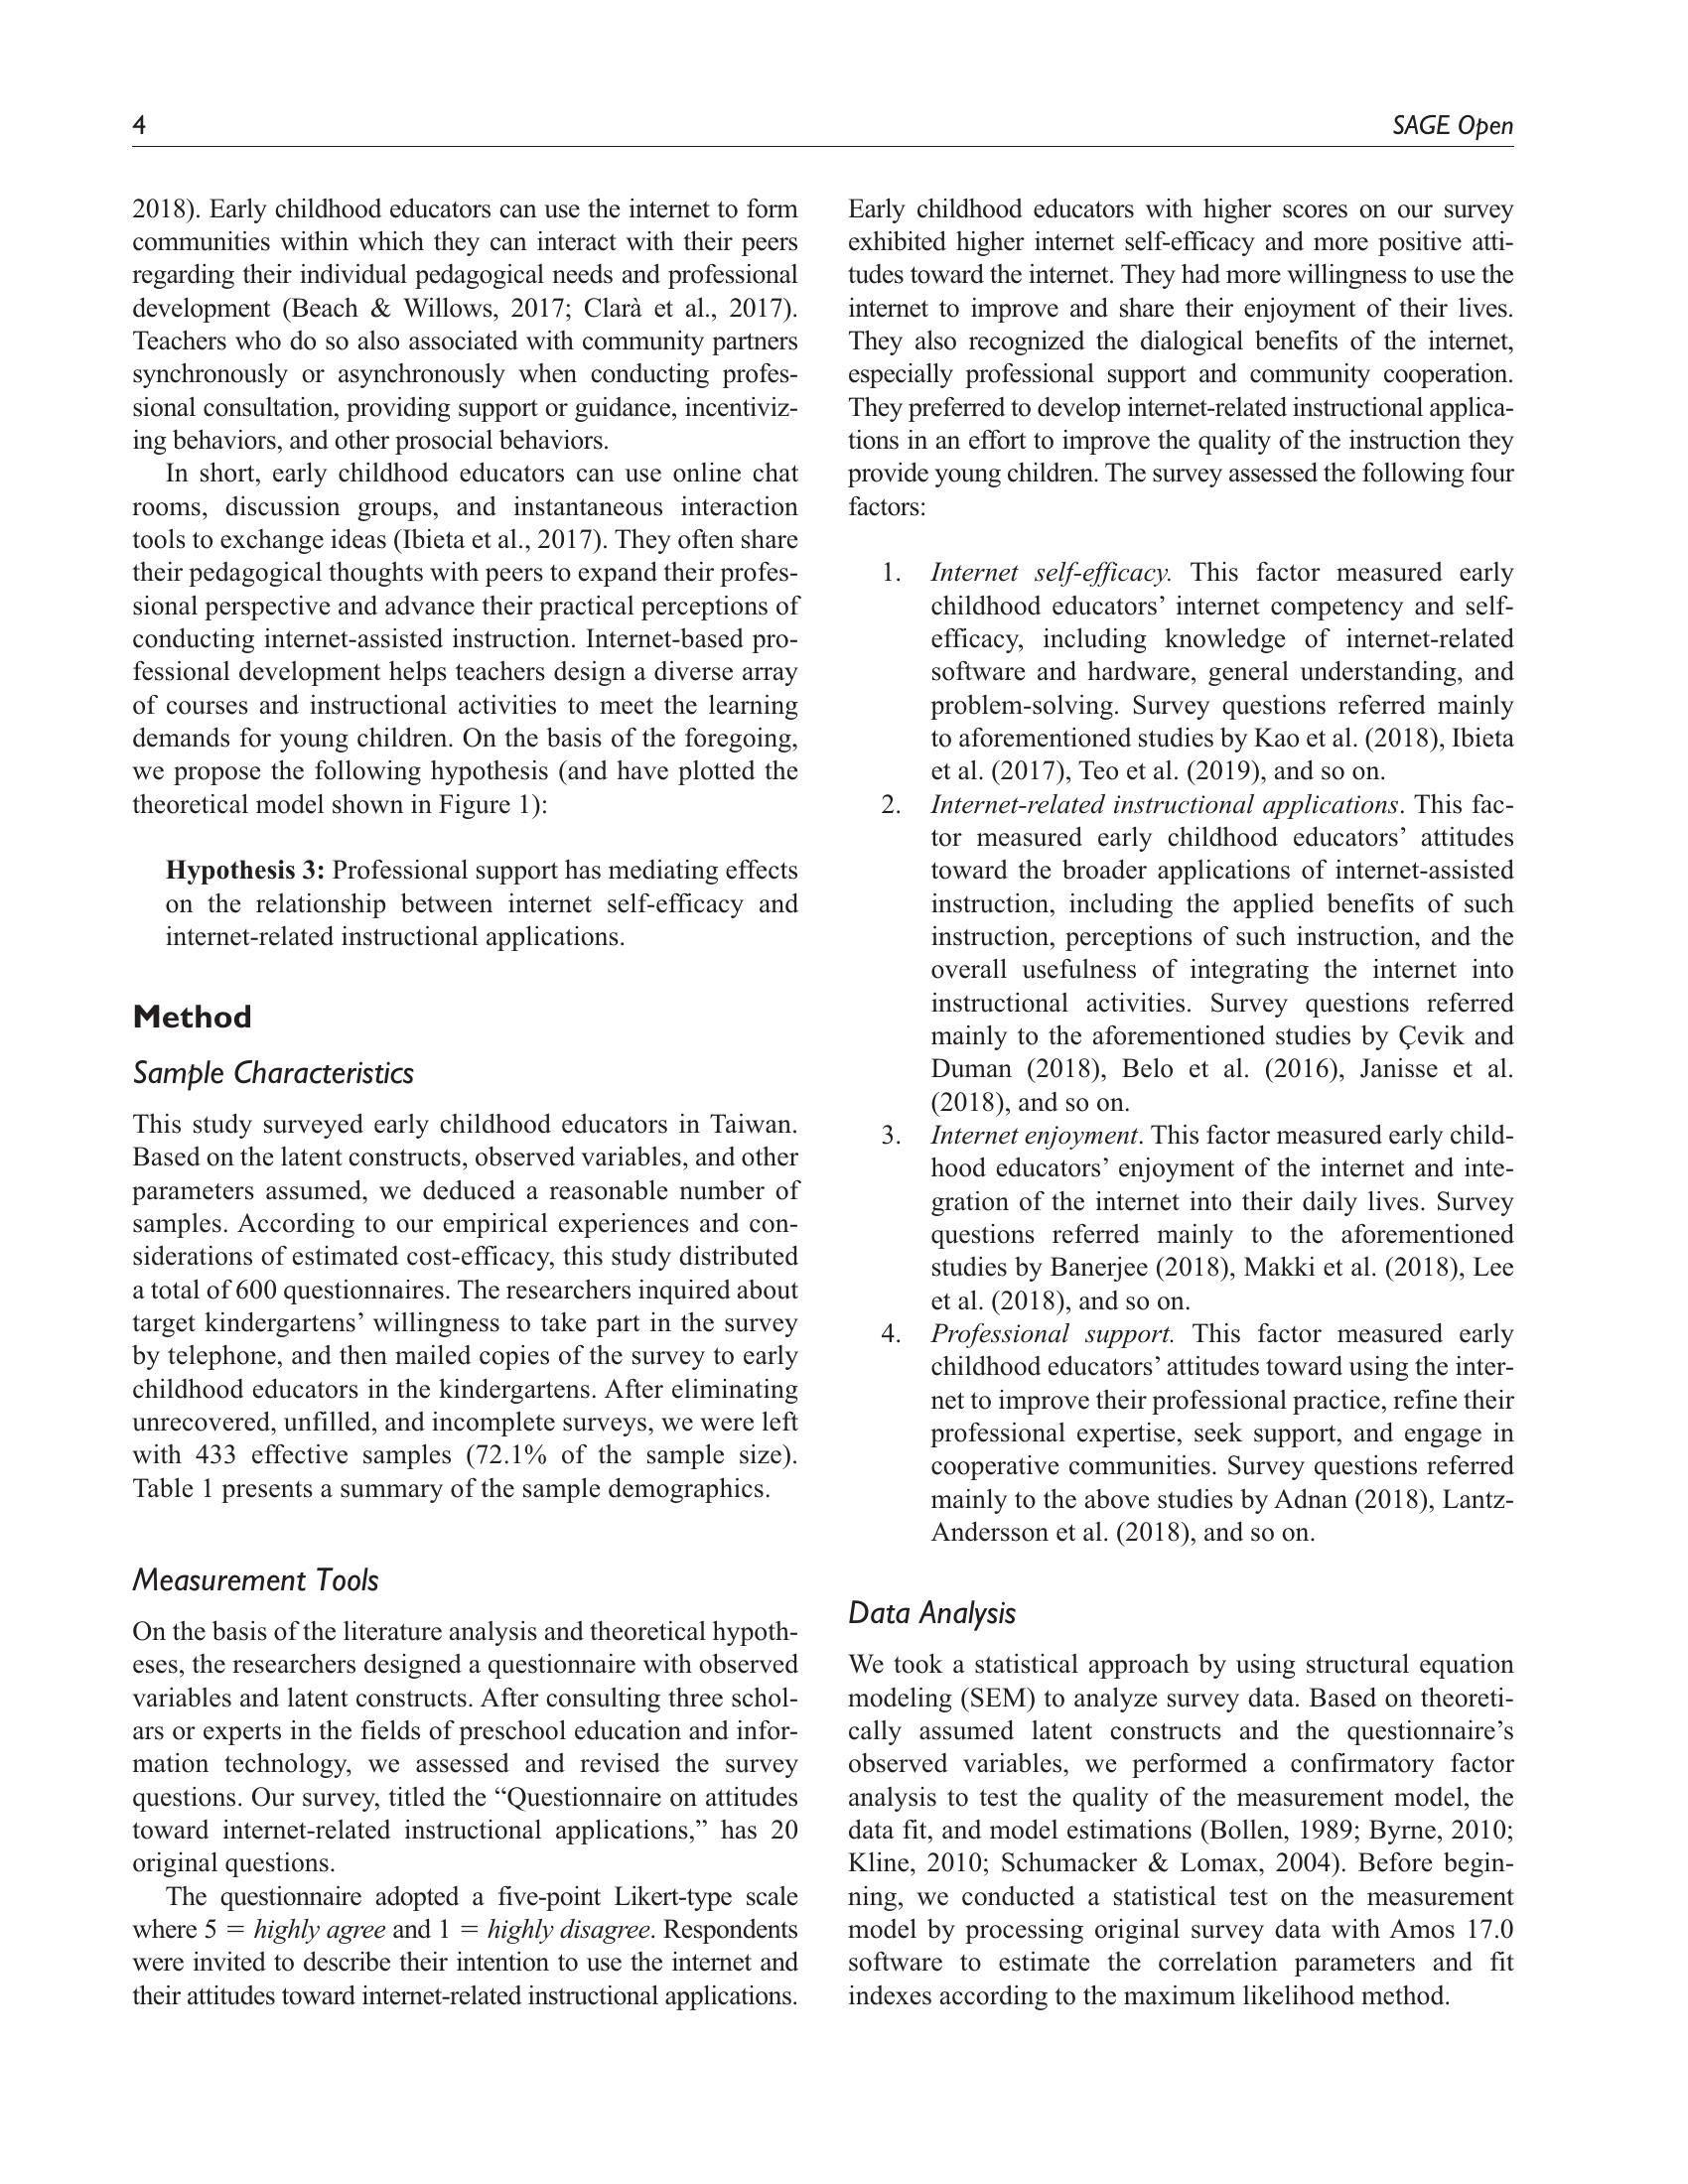 4
SAGE Open
2018). Early childhood educators can use the internet to form
communities within which they can interact with their peers
regarding their individual pedagogical needs and professional
development (Beach & Willows, 2017; Clarà et al., 2017).
Teachers who do so also associated with community partners
synchronously or asynchronously when conducting profes-
sional consultation, providing support or guidance, incentiviz-
ing behaviors, and other prosocial behaviors.
In short, early childhood educators can use online chat
rooms, discussion groups, and instantaneous interaction
tools to exchange ideas (Ibieta et al., 2017). They often share
their pedagogical thoughts with peers to expand their profes-
sional perspective and advance their practical perceptions of
conducting internet-assisted instruction. Internet-based pro-
fessional development helps teachers design a diverse array
of courses and instructional activities to meet the learning
demands for young children. On the basis of the foregoing,
we propose the following hypothesis (and have plotted the
theoretical model shown in Figure 1):
Hypothesis 3: Professional support has mediating effects
on the relationship between internet self-efficacy and
internet-related instructional applications.
Method
Sample Characteristics
This study surveyed early childhood educators in Taiwan.
Based on the latent constructs, observed variables, and other
parameters assumed, we deduced a reasonable number of
samples. According to our empirical experiences and con-
siderations of estimated cost-efficacy, this study distributed
a total of 600 questionnaires. The researchers inquired about
target kindergartens’ willingness to take part in the survey
by telephone, and then mailed copies of the survey to early
childhood educators in the kindergartens. After eliminating
unrecovered, unfilled, and incomplete surveys, we were left
with 433 effective samples (72.1% of the sample size).
Table 1 presents a summary of the sample demographics.
Measurement Tools
On the basis of the literature analysis and theoretical hypoth-
eses, the researchers designed a questionnaire with observed
variables and latent constructs. After consulting three schol-
ars or experts in the fields of preschool education and infor-
mation technology, we assessed and revised the survey
questions. Our survey, titled the “Questionnaire on attitudes
toward internet-related instructional applications,” has 20
original questions.
The questionnaire adopted a five-point Likert-type scale
where 5 = highly agree and 1 = highly disagree. Respondents
were invited to describe their intention to use the internet and
their attitudes toward internet-related instructional applications.
Early childhood educators with higher scores on our survey
exhibited higher internet self-efficacy and more positive atti-
tudes toward the internet. They had more willingness to use the
internet to improve and share their enjoyment of their lives.
They also recognized the dialogical benefits of the internet,
especially professional support and community cooperation.
They preferred to develop internet-related instructional applica-
tions in an effort to improve the quality of the instruction they
provide young children. The survey assessed the following four
factors:
1. Internet self-efficacy. This factor measured early
childhood educators’ internet competency and self-
efficacy, including knowledge of internet-related
software and hardware, general understanding, and
problem-solving. Survey questions referred mainly
to aforementioned studies by Kao et al. (2018), Ibieta
et al. (2017), Teo et al. (2019), and so on.
2. Internet-related instructional applications. This fac-
tor measured early childhood educators’ attitudes
toward the broader applications of internet-assisted
instruction, including the applied benefits of such
instruction, perceptions of such instruction, and the
overall usefulness of integrating the internet into
instructional activities. Survey questions referred
mainly to the aforementioned studies by Çevik and
Duman (2018), Belo et al. (2016), Janisse et al.
(2018), and so on.
3. Internet enjoyment. This factor measured early child-
hood educators’ enjoyment of the internet and inte-
gration of the internet into their daily lives. Survey
questions referred mainly to the aforementioned
studies by Banerjee (2018), Makki et al. (2018), Lee
et al. (2018), and so on.
4. Professional support. This factor measured early
childhood educators’ attitudes toward using the inter-
net to improve their professional practice, refine their
professional expertise, seek support, and engage in
cooperative communities. Survey questions referred
mainly to the above studies by Adnan (2018), Lantz-
Andersson et al. (2018), and so on.
Data Analysis
We took a statistical approach by using structural equation
modeling (SEM) to analyze survey data. Based on theoreti-
cally assumed latent constructs and the questionnaire’s
observed variables, we performed a confirmatory factor
analysis to test the quality of the measurement model, the
data fit, and model estimations (Bollen, 1989; Byrne, 2010;
Kline, 2010; Schumacker & Lomax, 2004). Before begin-
ning, we conducted a statistical test on the measurement
model by processing original survey data with Amos 17.0
software to estimate the correlation parameters and fit
indexes according to the maximum likelihood method.